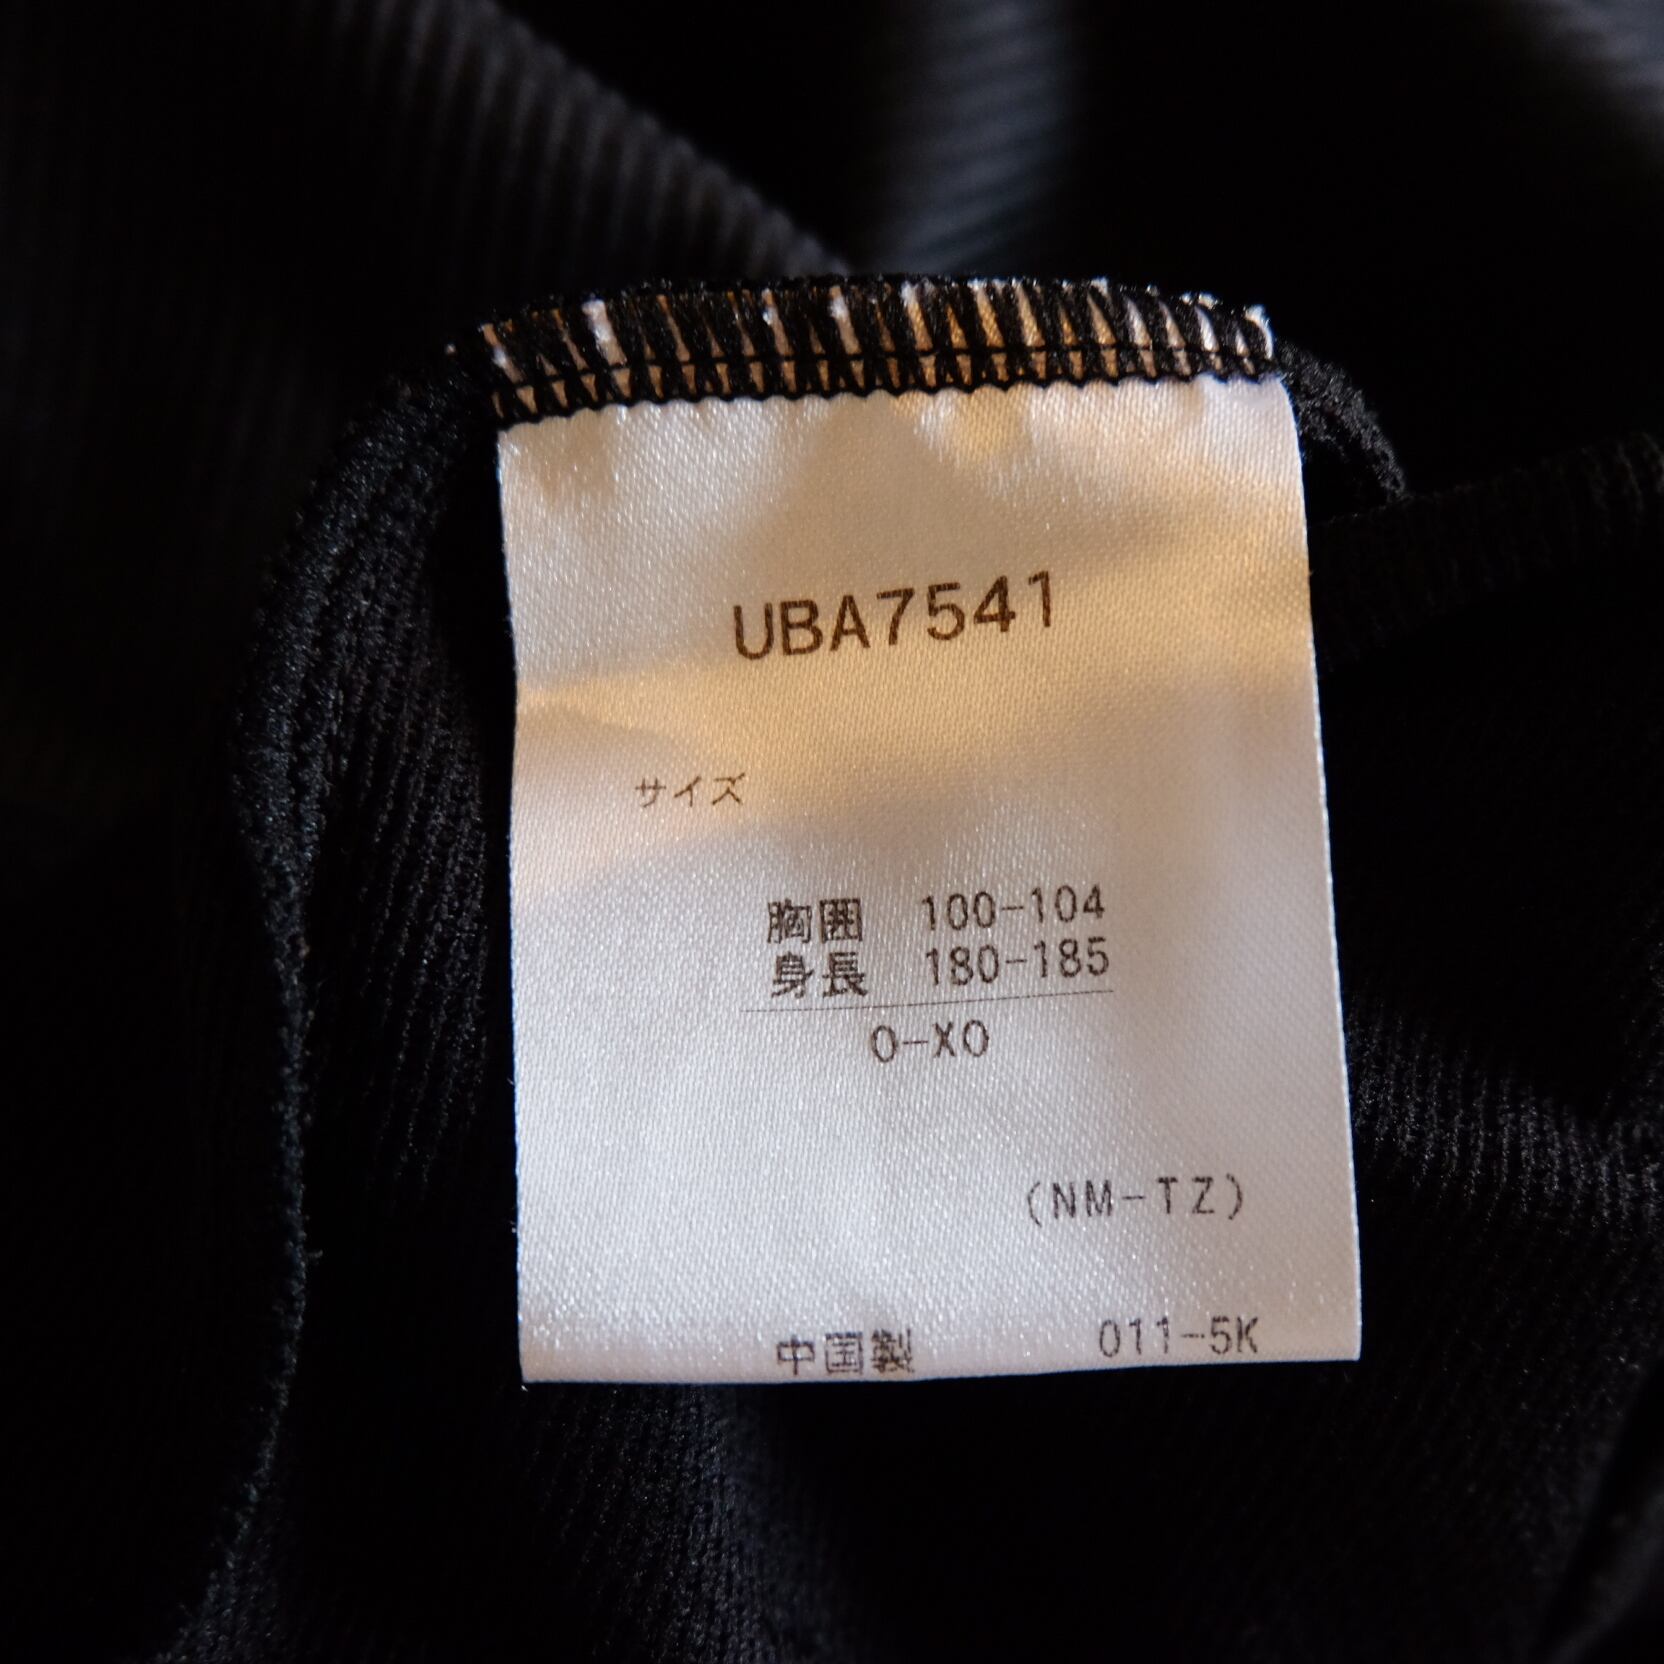 UBA7541
サイズ
胸囲 100-104
身長 180-185
O-XO
(NM-TZ)
中国製 011-5K